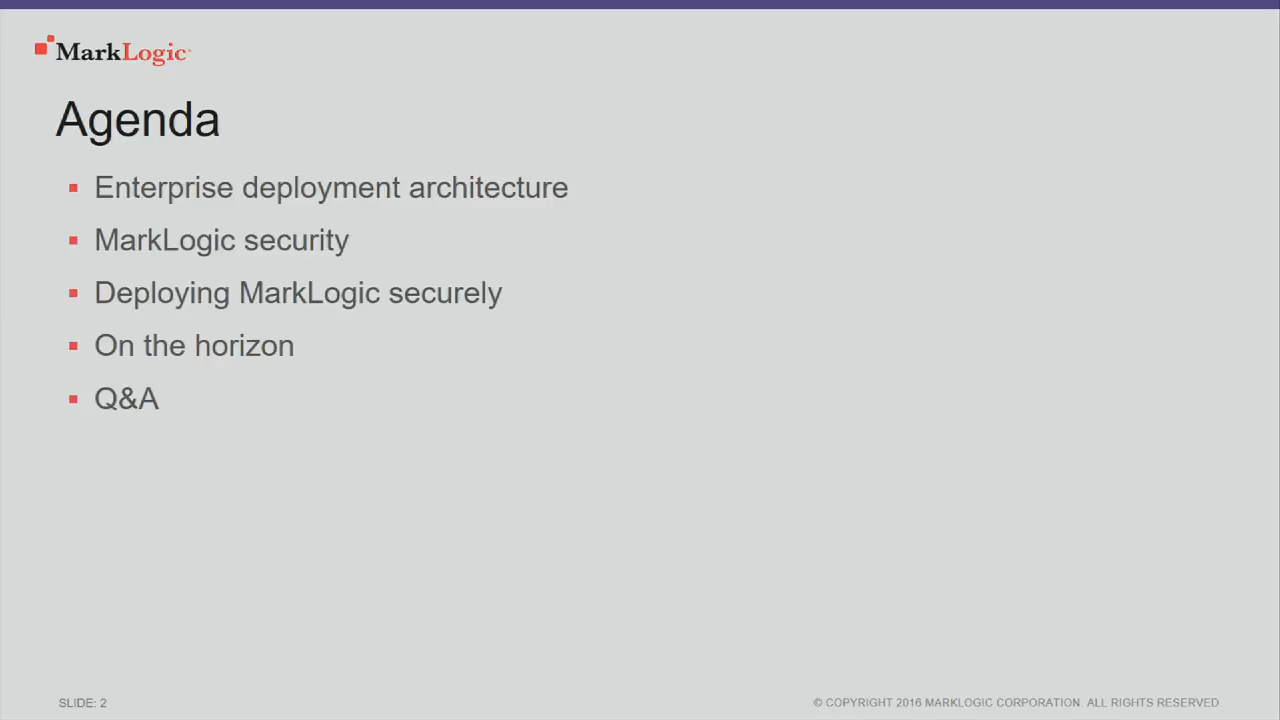 MarkLogic
Agenda
Enterprise deployment architecture
MarkLogic security
Deploying MarkLogic securely
On the horizon
Q&A
SLIDE: 2
© COPYRIGHT 2016 MARKLOGIC CORPORATION. ALL RIGHTS RESERVED.